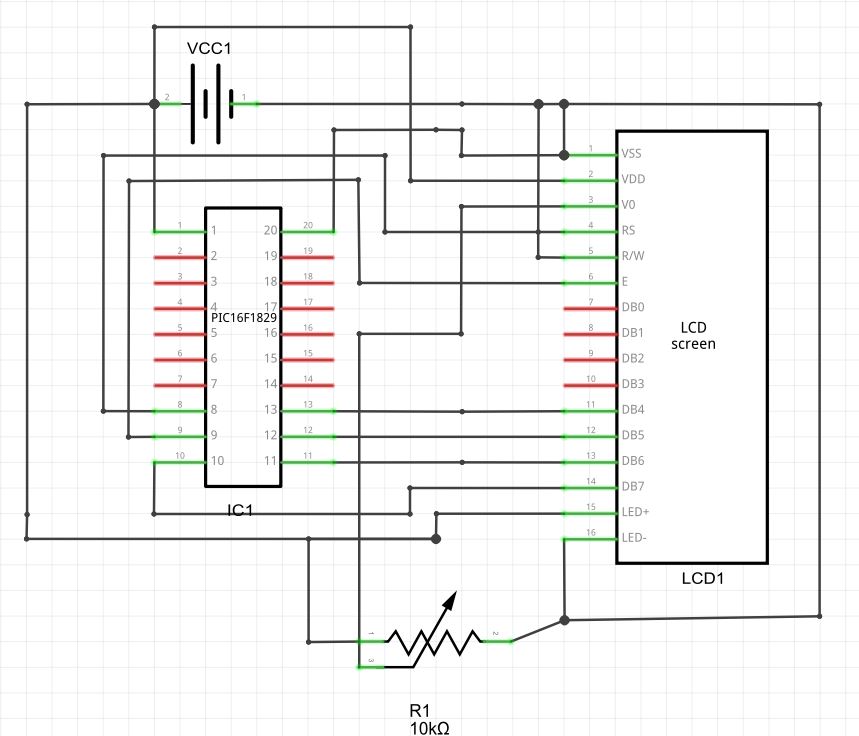 VCC1
2
1
1 VSS
2 VDD
3 V0
4 RS
5 R/W
6 E
7 DB0
8 DB1
9 DB2
10 DB3
11 DB4
12 DB5
13 DB6
14 DB7
15 LED+
16 LED-
LCD
screen
LCD1
1 1 20 20
2 2 19 19
3 3 18 18
4 4 17 17
PIC16F1829
5 5 16 16
6 6 15 15
7 7 14 14
8 8 13 13
9 9 12 12
10 10 11 11
IC1
1
2
3
R1
10kΩ